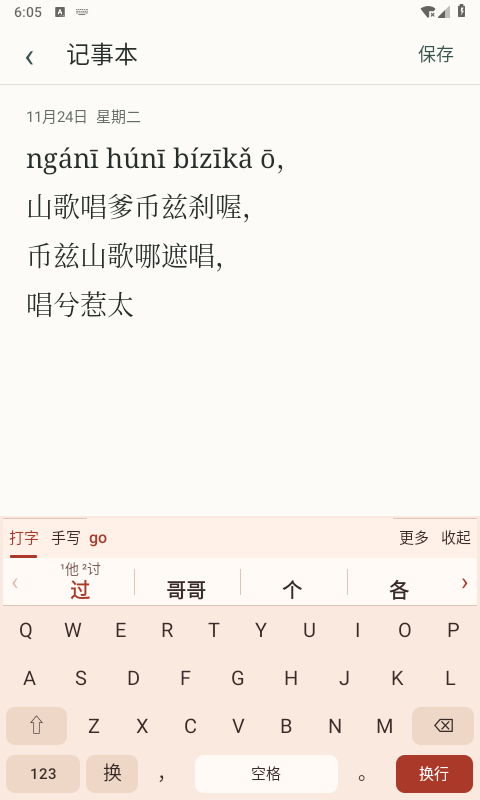 6:05
‹ 记事本 保存
11月24日 星期二
ngánī húnī bízīkǎ ō,
山歌唱爹币兹刹喔,
币兹山歌哪遮唱,
唱兮惹太
打字 手写 go 更多 收起
¹他 ²讨
‹ 过 哥哥 个 各 ›
Q W E R T Y U I O P
A S D F G H J K L
Z X C V B N M
123 换 , 空格 。 换行